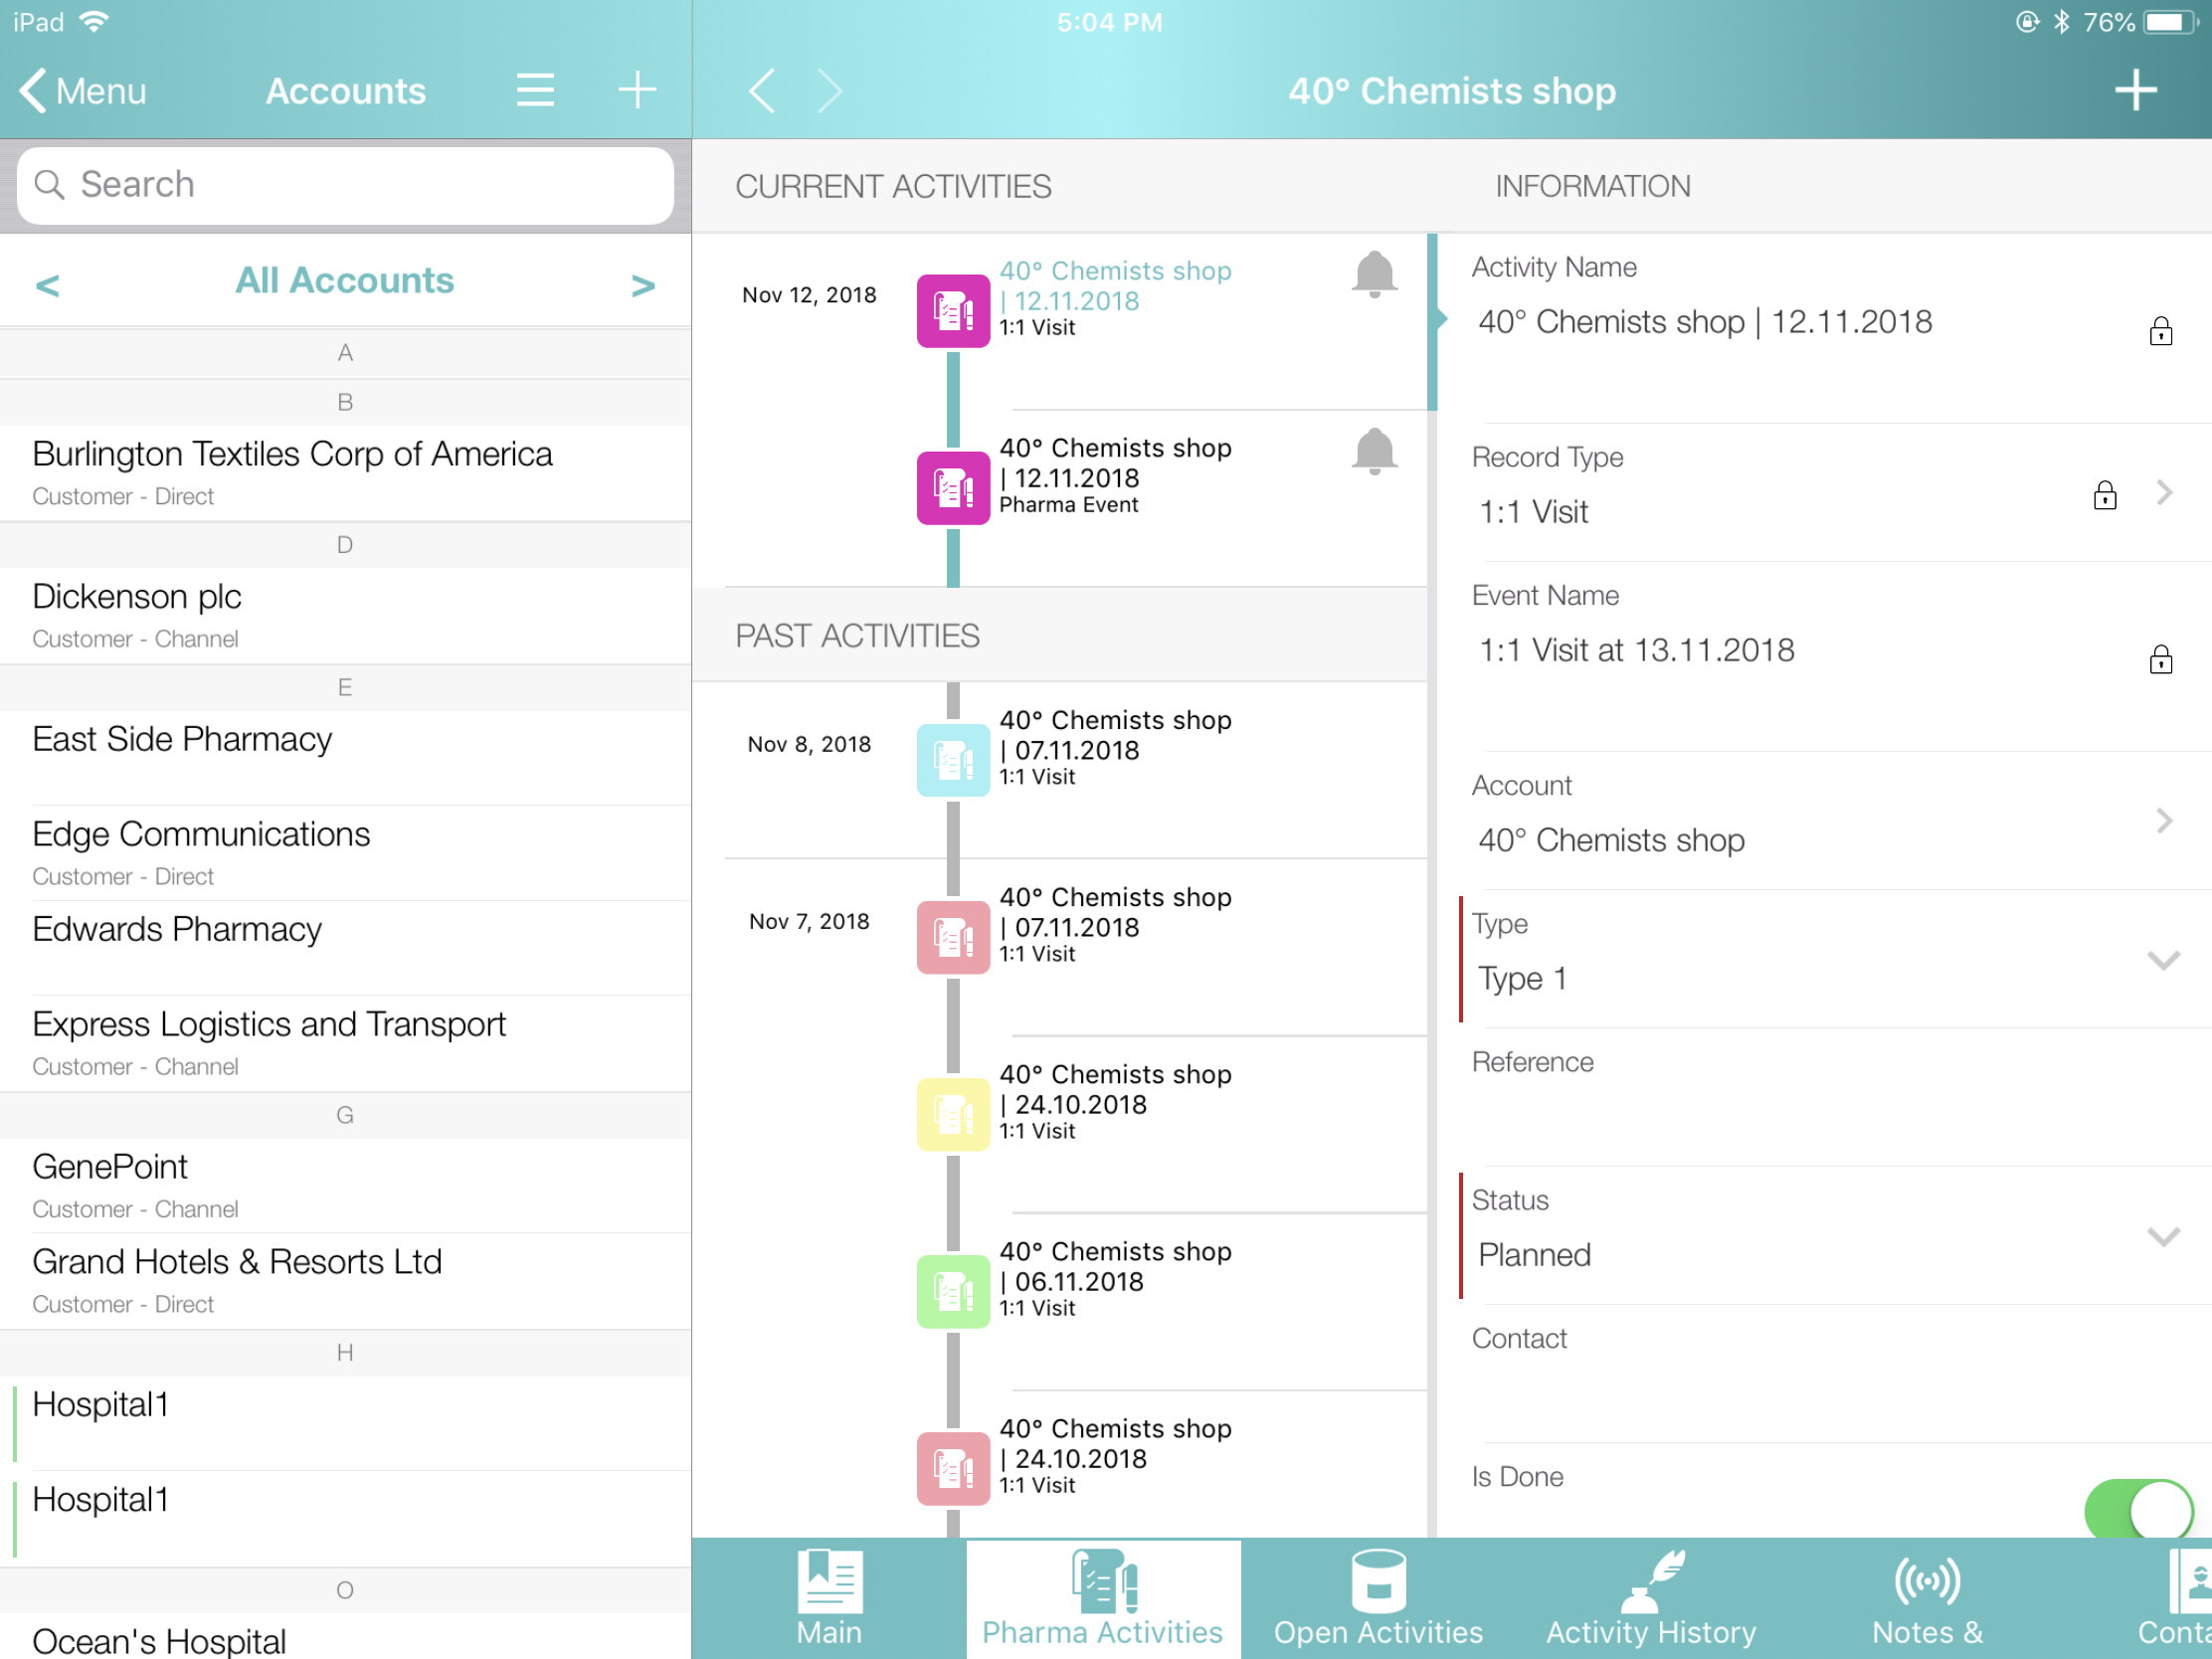 iPad
5:04 PM
76%
Menu
Accounts
40° Chemists shop
Search
All Accounts
A
B
Burlington Textiles Corp of America
Customer - Direct
D
Dickenson plc
Customer - Channel
E
East Side Pharmacy
Edge Communications
Customer - Direct
Edwards Pharmacy
Express Logistics and Transport
Customer - Channel
G
GenePoint
Customer - Channel
Grand Hotels & Resorts Ltd
Customer - Direct
H
Hospital1
Hospital1
O
Ocean's Hospital
CURRENT ACTIVITIES
Nov 12, 2018
40° Chemists shop
| 12.11.2018
1:1 Visit
40° Chemists shop
| 12.11.2018
Pharma Event
PAST ACTIVITIES
Nov 8, 2018
40° Chemists shop
| 07.11.2018
1:1 Visit
Nov 7, 2018
40° Chemists shop
| 07.11.2018
1:1 Visit
40° Chemists shop
| 24.10.2018
1:1 Visit
40° Chemists shop
| 06.11.2018
1:1 Visit
40° Chemists shop
| 24.10.2018
1:1 Visit
INFORMATION
Activity Name
40° Chemists shop | 12.11.2018
Record Type
1:1 Visit
Event Name
1:1 Visit at 13.11.2018
Account
40° Chemists shop
Type
Type 1
Reference
Status
Planned
Contact
Is Done
Main
Pharma Activities
Open Activities
Activity History
Notes &
Conta